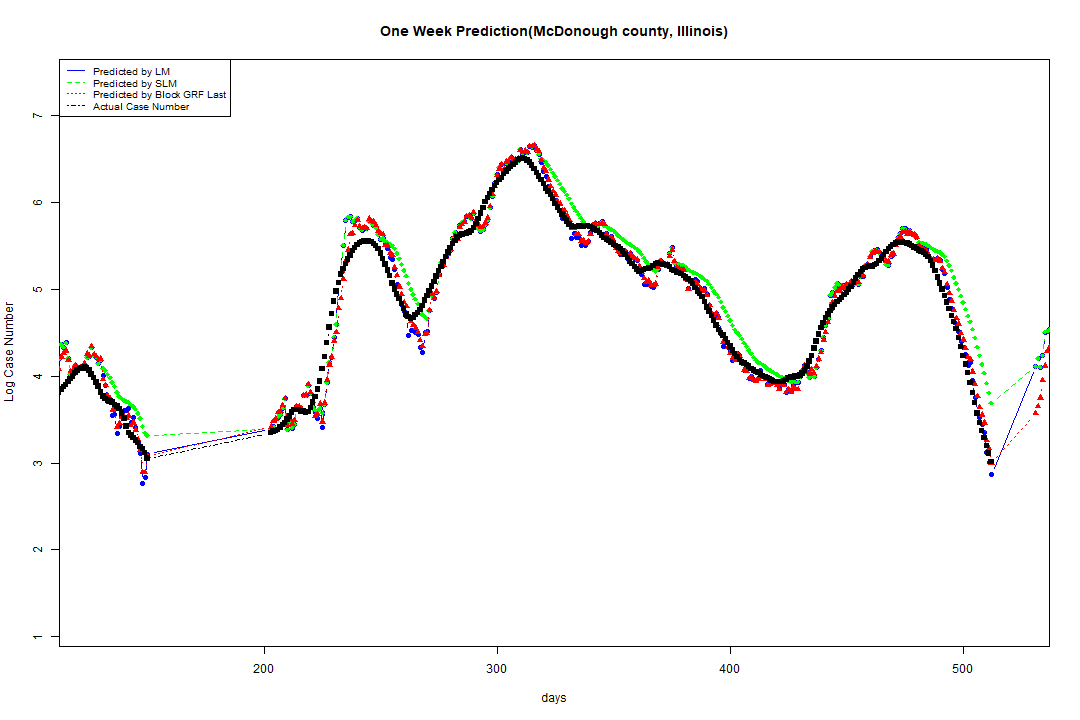 One Week Prediction(McDonough county, Illinois)
Predicted by LM
Predicted by SLM
Predicted by Block GRF Last
Actual Case Number
7
6
5
4
3
2
1
Log Case Number
200 300 400 500
days